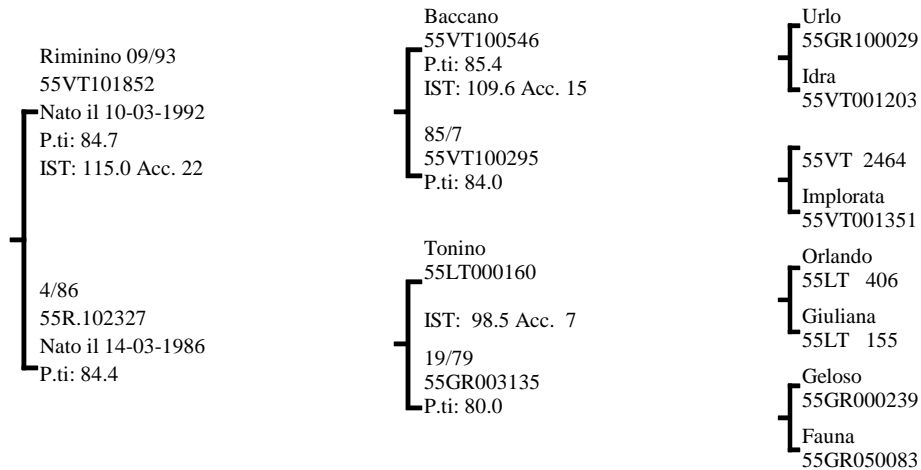 Riminino 09/93
55VT101852
Nato il 10-03-1992
P.ti: 84.7
IST: 115.0 Acc. 22
4/86
55R.102327
Nato il 14-03-1986
P.ti: 84.4
Baccano
55VT100546
P.ti: 85.4
IST: 109.6 Acc. 15
85/7
55VT100295
P.ti: 84.0
Tonino
55LT000160
IST: 98.5 Acc. 7
19/79
55GR003135
P.ti: 80.0
Urlo
55GR100029
Idra
55VT001203
55VT 2464
Implorata
55VT001351
Orlando
55LT 406
Giuliana
55LT 155
Geloso
55GR000239
Fauna
55GR050083